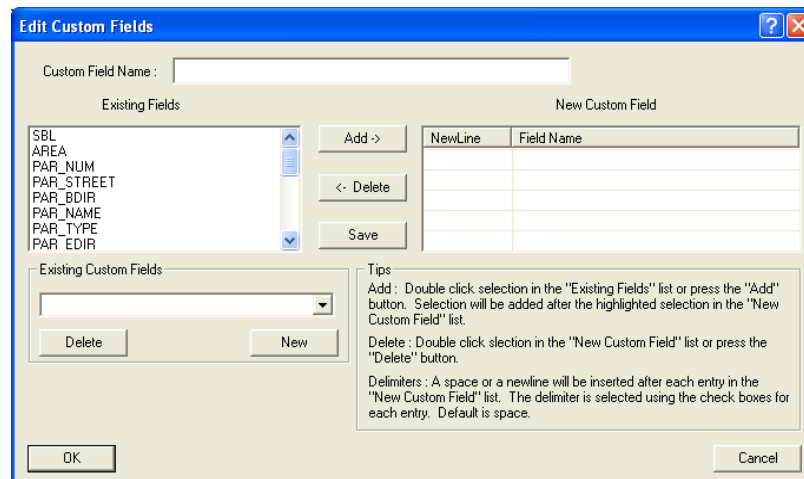 Edit Custom Fields
?
Custom Field Name :
Existing Fields
New Custom Field
SBL
AREA
PAR_NUM
PAR_STREET
PAR_BDIR
PAR_NAME
PAR_TYPE
PAR_EDIR
Add ->
<- Delete
Save
NewLine Field Name
Existing Custom Fields
Delete New
Tips
Add : Double click selection in the "Existing Fields" list or press the "Add"
button. Selection will be added after the highlighted selection in the "New
Custom Field" list.
Delete : Double click slection in the "New Custom Field" list or press the
"Delete" button.
Delimiters : A space or a newline will be inserted after each entry in the
"New Custom Field" list. The delimiter is selected using the check boxes for
each entry. Default is space.
OK Cancel